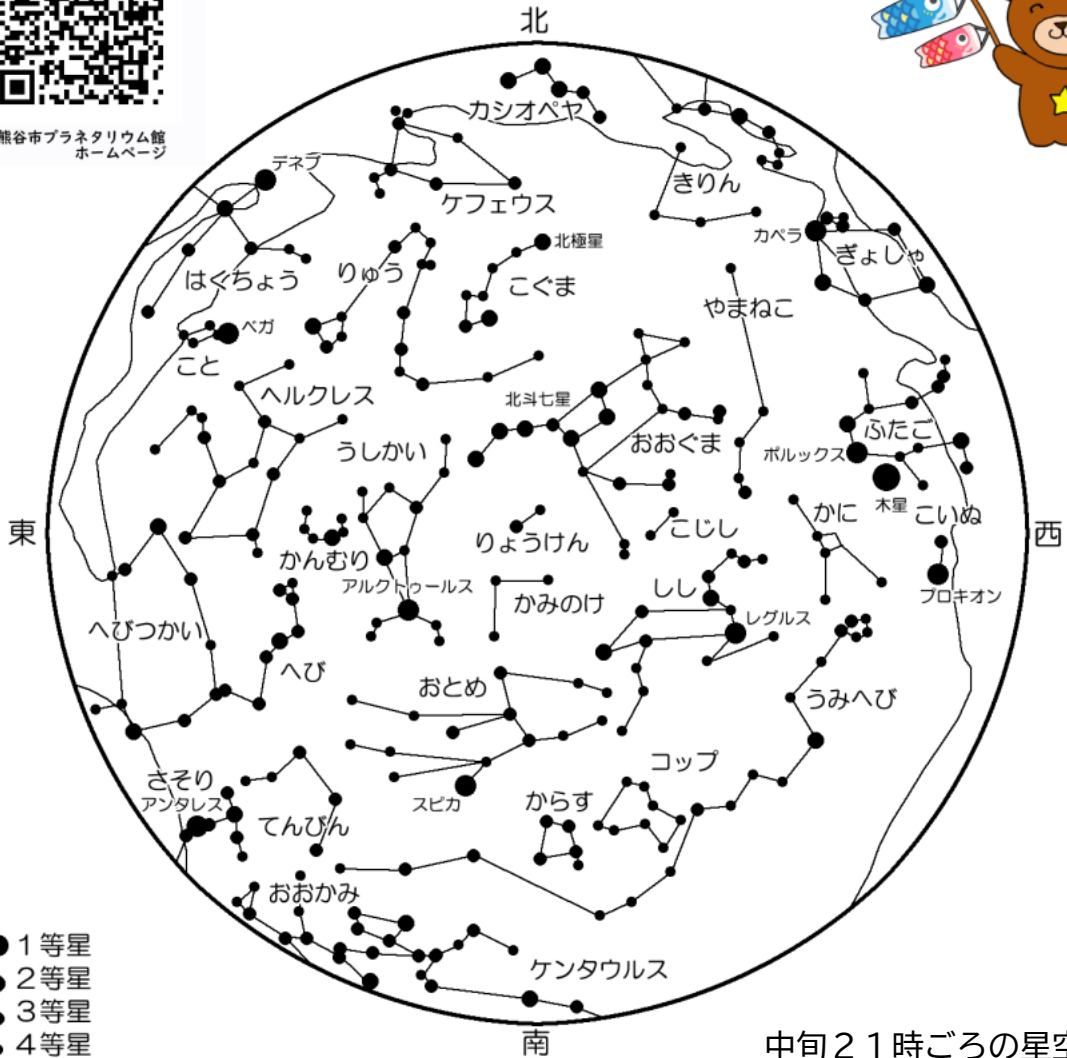 北
熊谷市プラネタリウム館
ホームページ
カシオペヤ
デネブ
きりん
ケフェウス
カペラ
ぎょしゃ
北極星
りゅう
はくちょう
こぐま
やまねこ
ベガ
こと
ヘルクレス
北斗七星
ふたご
うしかい
おおぐま
ポルックス
木星
こいぬ
かに
東
西
こじし
りょうけん
かんむり
アルクトゥールス
しし
プロキオン
かみのけ
レグルス
へびつかい
へび
おとめ
うみへび
コップ
さそり
アンタレス
スピカ
からす
てんびん
おおかみ
1等星
ケンタウルス
2等星
3等星
4等星
南
中旬21時ごろの星空